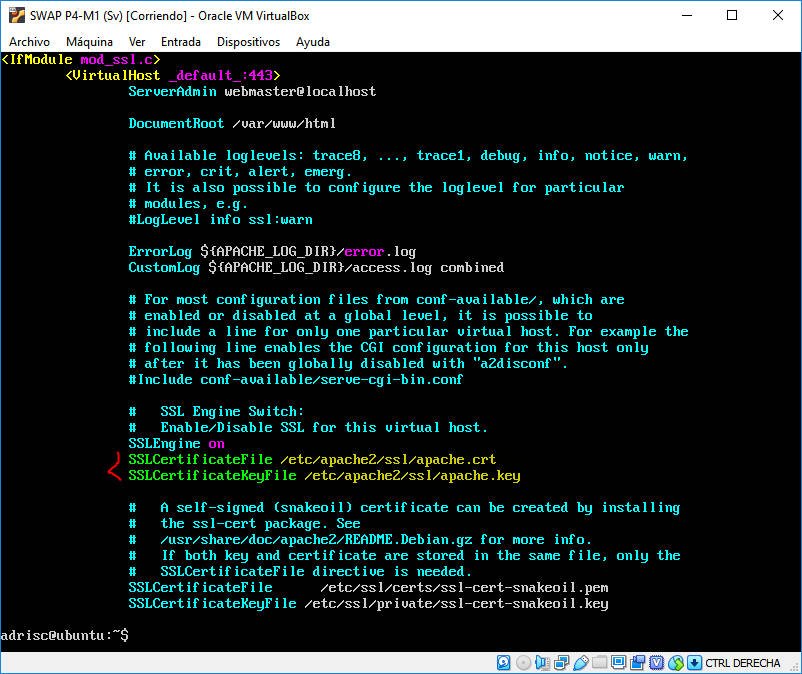 SWAP P4-M1 (Sv) [Corriendo] - Oracle VM VirtualBox
Archivo Máquina Ver Entrada Dispositivos Ayuda
<IfModule mod_ssl.c>
<VirtualHost _default_:443>
ServerAdmin webmaster@localhost
DocumentRoot /var/www/html
# Available loglevels: trace8, ..., trace1, debug, info, notice, warn,
# error, crit, alert, emerg.
# It is also possible to configure the loglevel for particular
# modules, e.g.
#LogLevel info ssl:warn
ErrorLog ${APACHE_LOG_DIR}/error.log
CustomLog ${APACHE_LOG_DIR}/access.log combined
# For most configuration files from conf-available/, which are
# enabled or disabled at a global level, it is possible to
# include a line for only one particular virtual host. For example the
# following line enables the CGI configuration for this host only
# after it has been globally disabled with "a2disconf".
#Include conf-available/serve-cgi-bin.conf
#   SSL Engine Switch:
#   Enable/Disable SSL for this virtual host.
SSLEngine on
SSLCertificateFile /etc/apache2/ssl/apache.crt
SSLCertificateKeyFile /etc/apache2/ssl/apache.key
#   A self-signed (snakeoil) certificate can be created by installing
#   the ssl-cert package. See
#   /usr/share/doc/apache2/README.Debian.gz for more info.
#   If both key and certificate are stored in the same file, only the
#   SSLCertificateFile directive is needed.
SSLCertificateFile      /etc/ssl/certs/ssl-cert-snakeoil.pem
SSLCertificateKeyFile /etc/ssl/private/ssl-cert-snakeoil.key
adrisc@ubuntu:~$
CTRL DERECHA